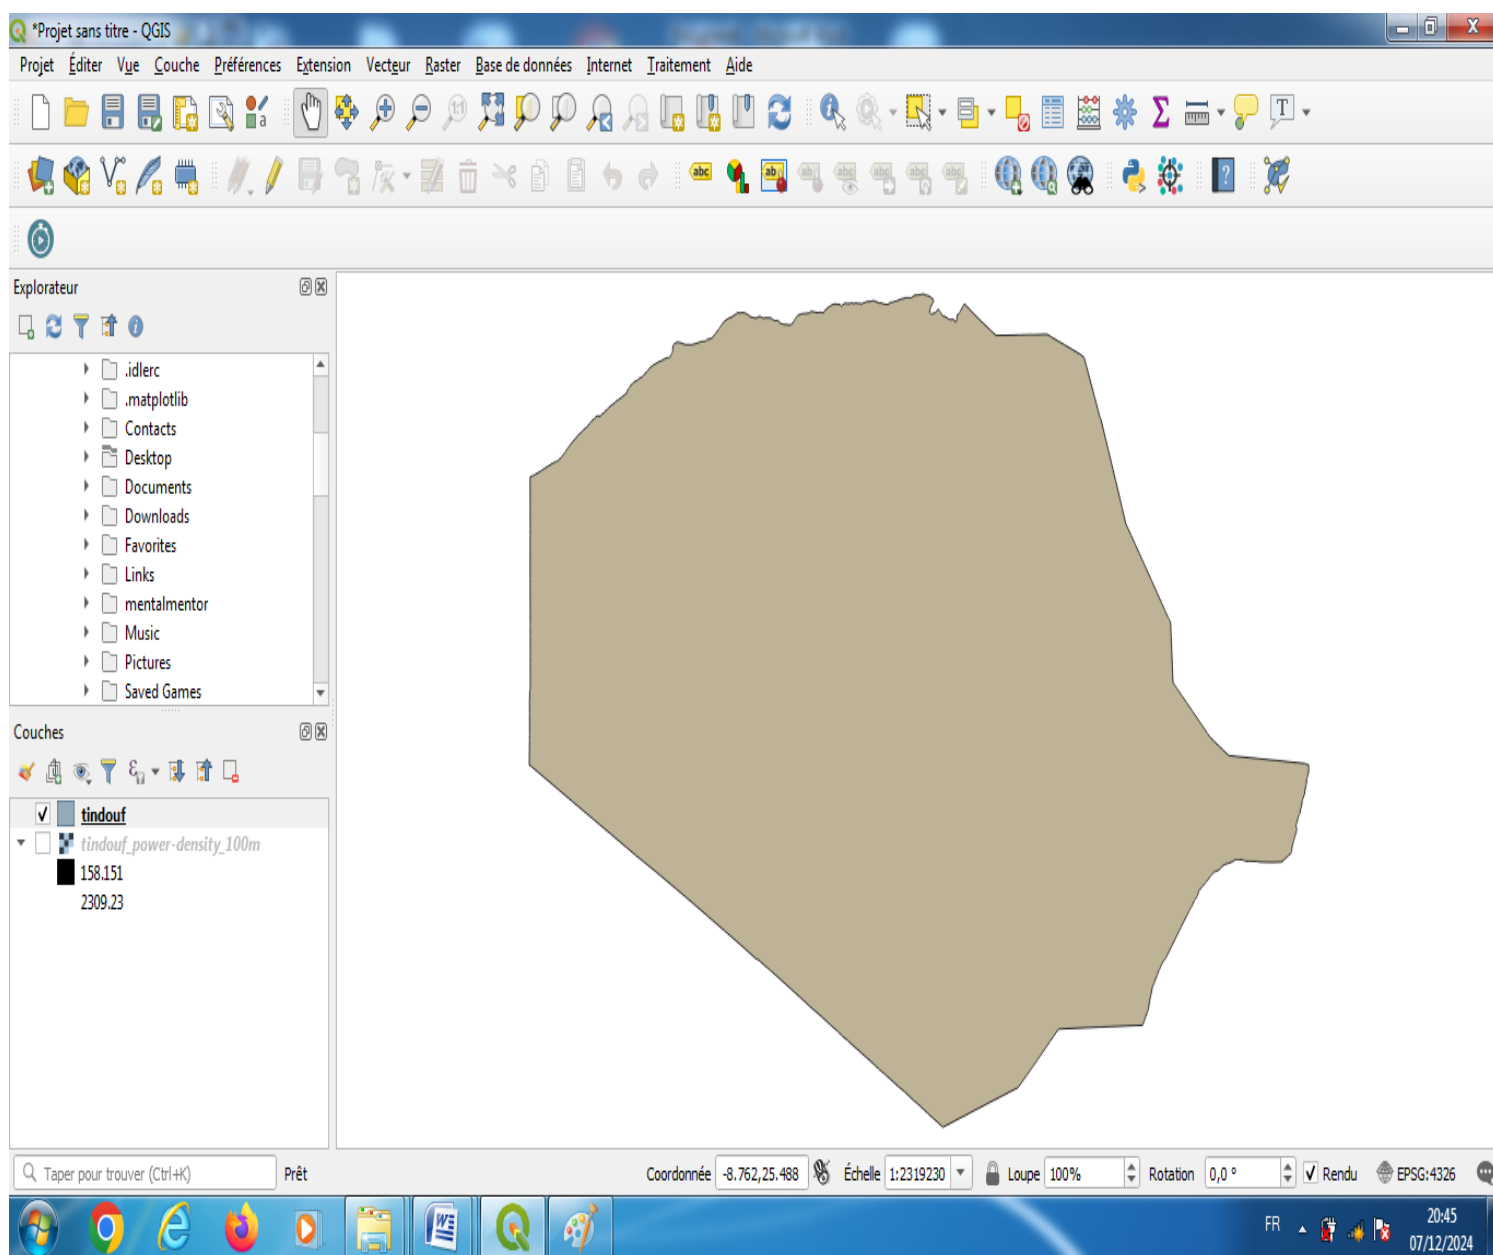 *Projet sans titre - QGIS
Projet Éditer Vue Couche Préférences Extension Vecteur Raster Base de données Internet Traitement Aide
Explorateur
.idlerc
.matplotlib
Contacts
Desktop
Documents
Downloads
Favorites
Links
mentalmentor
Music
Pictures
Saved Games
Couches
tindouf
tindouf_power-density_100m
158.151
2309.23
Taper pour trouver (Ctrl+K) Prêt Coordonnée -8.762,25.488 Échelle 1:2319230 Loupe 100% Rotation 0,0 ° Rendu EPSG:4326
FR 20:45
07/12/2024